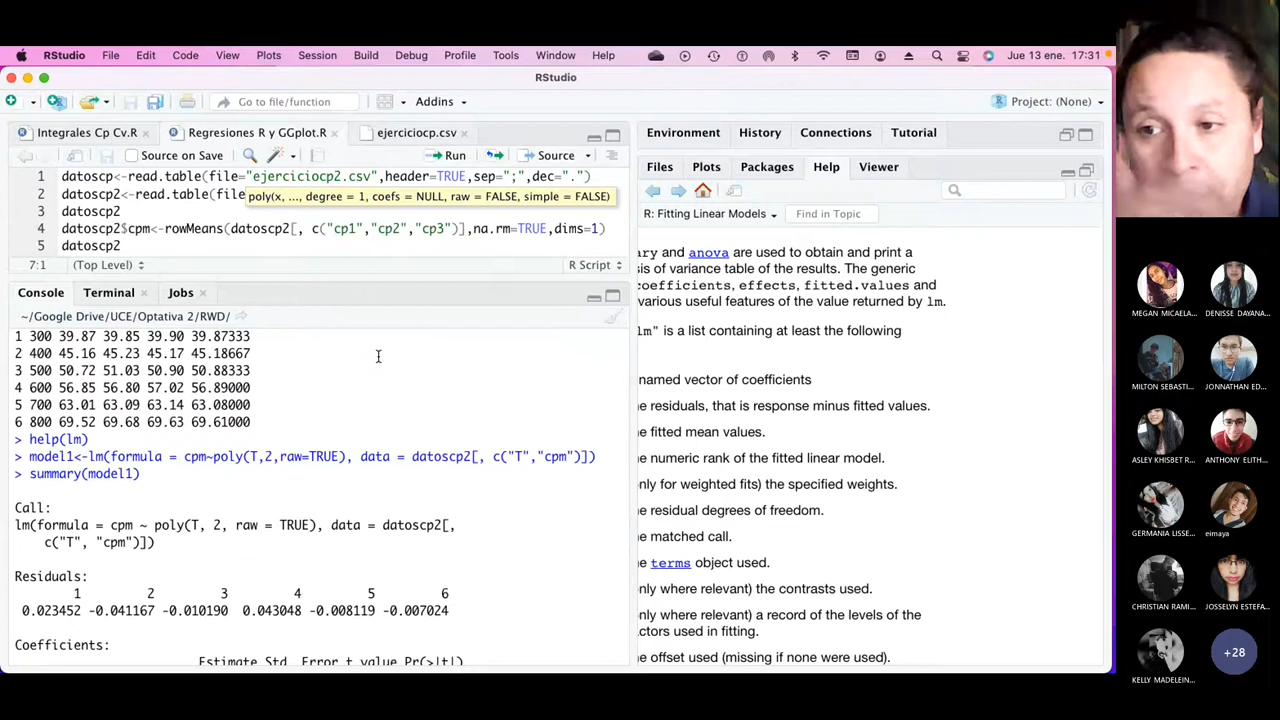 RStudio File Edit Code View Plots Session Build Debug Profile Tools Window Help Jue 13 ene. 17:31
RStudio
Go to file/function Addins Project: (None)
Integrales Cp Cv.R Regresiones R y GGplot.R ejerciciocp.csv
Source on Save Run Source
1 datoscp<-read.table(file="ejerciciocp2.csv",header=TRUE,sep=";",dec=".")
2 datoscp2<-read.table(file
poly(x, ..., degree = 1, coefs = NULL, raw = FALSE, simple = FALSE)
3 datoscp2
4 datoscp2$cpm<-rowMeans(datoscp2[, c("cp1","cp2","cp3")],na.rm=TRUE,dims=1)
5 datoscp2
7:1 (Top Level) R Script
Console Terminal Jobs
~/Google Drive/UCE/Optativa 2/RWD/
1 300 39.87 39.85 39.90 39.87333
2 400 45.16 45.23 45.17 45.18667
3 500 50.72 51.03 50.90 50.88333
4 600 56.85 56.80 57.02 56.89000
5 700 63.01 63.09 63.14 63.08000
6 800 69.52 69.68 69.63 69.61000
> help(lm)
> model1<-lm(formula = cpm~poly(T,2,raw=TRUE), data = datoscp2[, c("T","cpm")])
> summary(model1)
Call:
lm(formula = cpm ~ poly(T, 2, raw = TRUE), data = datoscp2[,
c("T", "cpm")])
Residuals:
1 2 3 4 5 6
0.023452 -0.041167 -0.010190 0.043048 -0.008119 -0.007024
Coefficients:
Estimate Std. Error t value Pr(>|t|)
Environment History Connections Tutorial
Files Plots Packages Help Viewer
R: Fitting Linear Models Find in Topic
ary and anova are used to obtain and print a
sis of variance table of the results. The generic
coefficients, effects, fitted.values and
various useful features of the value returned by lm.
lm" is a list containing at least the following
named vector of coefficients
e residuals, that is response minus fitted values.
e fitted mean values.
e numeric rank of the fitted linear model.
only for weighted fits) the specified weights.
e residual degrees of freedom.
e matched call.
e terms object used.
only where relevant) the contrasts used.
only where relevant) a record of the levels of the
actors used in fitting.
e offset used (missing if none were used).
MEGAN MICAELA...
DENISSE DAYANA...
MILTON SEBASTI...
JONNATHAN ED...
ASLEY KHISBET R...
ANTHONY ELITH...
GERMANIA LISSE...
eimaya
CHRISTIAN RAMI...
JOSSELYN ESTEFA...
KELLY MADELEIN...
+28